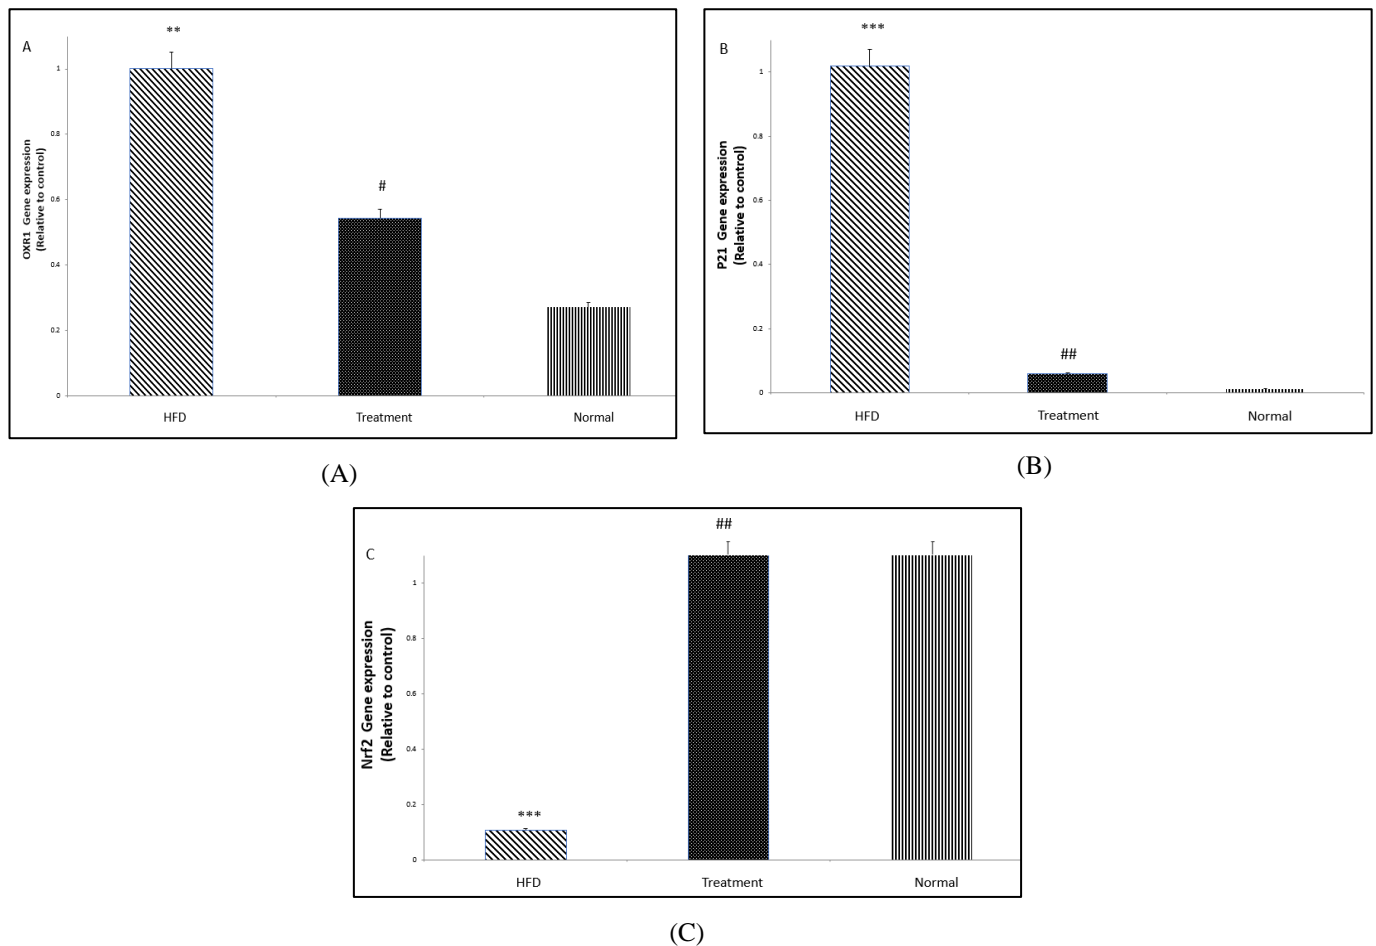 A
**
1
0.8
0.6
0.4
0.2
0
#
OXR1 Gene expression
(Relative to control)
HFD Treatment Normal
(A)
B
***
1
0.8
0.6
0.4
0.2
0
##
P21 Gene expression
(Relative to control)
HFD Treatment Normal
(B)
C
##
1
0.8
0.6
0.4
0.2
0
***
Nrf2 Gene expression
(Relative to control)
HFD Treatment Normal
(C)